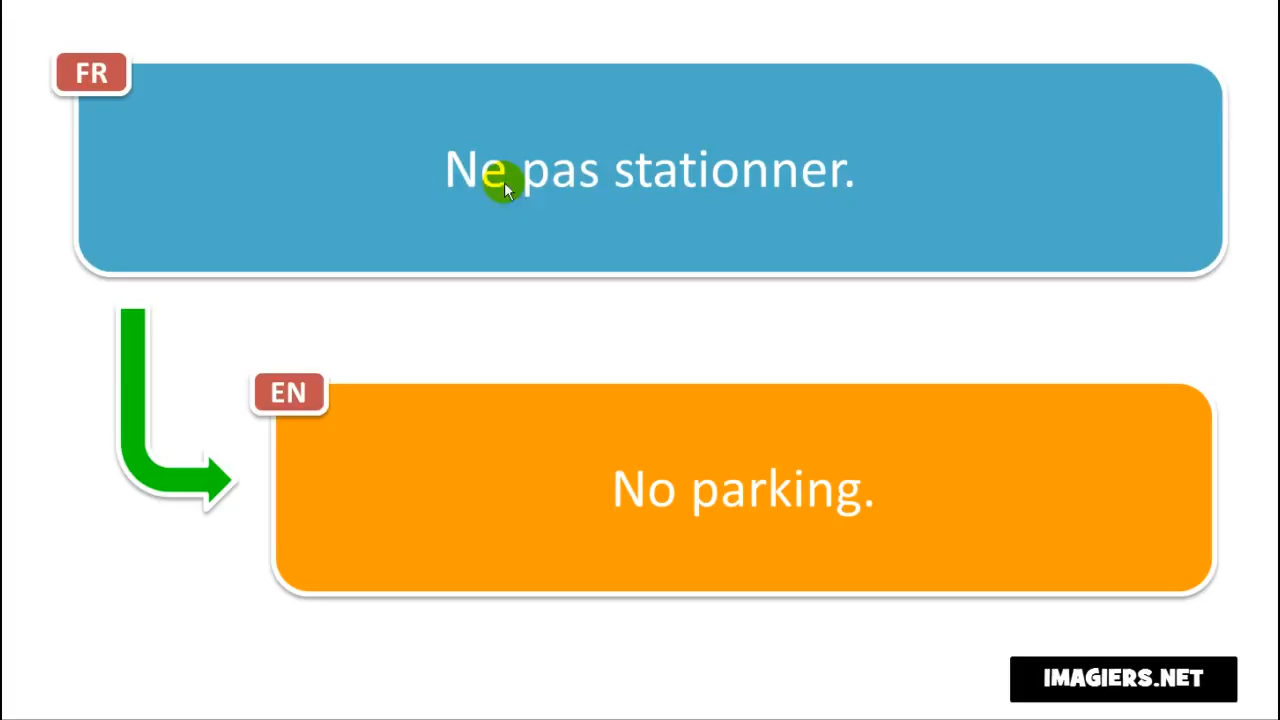 FR
Ne pas stationner.
EN
No parking.
IMAGIERS.NET